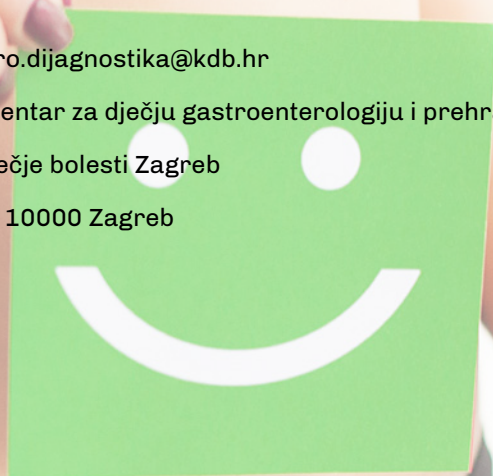 ro.dijagnostika@kdb.hr
entar za dječju gastroenterologiju i prehr
ečje bolesti Zagreb
10000 Zagreb